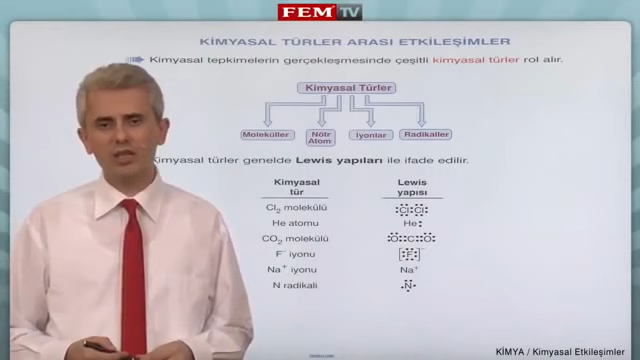 FEM TV
KİMYASAL TÜRLER ARASI ETKİLEŞİMLER
Kimyasal tepkimelerin gerçekleşmesinde çeşitli kimyasal türler rol alır.
Kimyasal Türler
Moleküller
Nötr
Atom
İyonlar
Radikaller
Kimyasal türler genelde Lewis yapıları ile ifade edilir.
Kimyasal
tür
Lewis
yapısı
Cl₂ molekülü :Cl:Cl:
He atomu He:
CO₂ molekülü :O::C::O:
F⁻ iyonu [:F:]⁻
Na⁺ iyonu Na⁺
N radikali ·N·
KİMYA / Kimyasal Etkileşimler